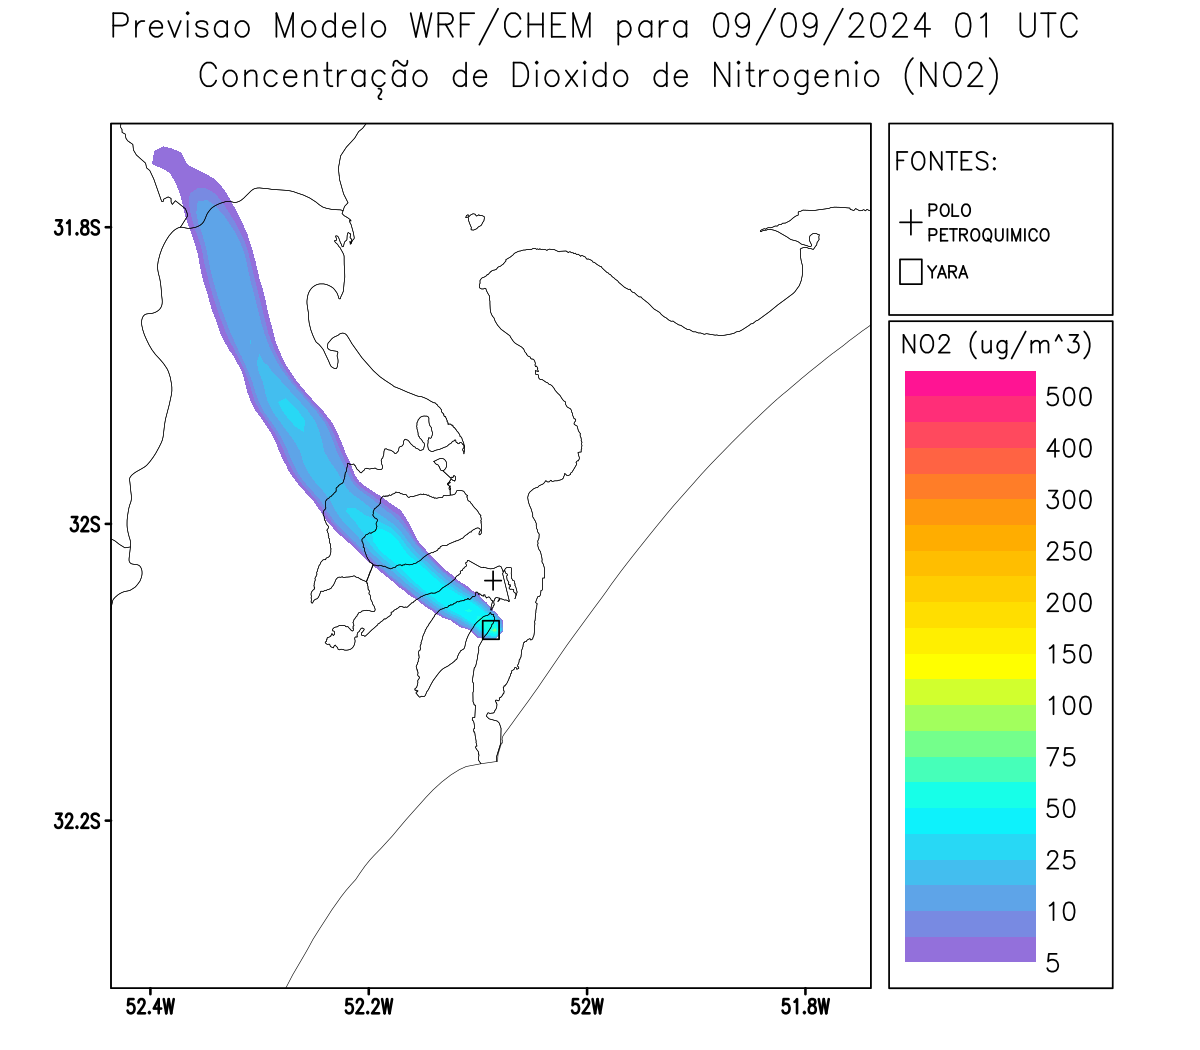 Previsao Modelo WRF/CHEM para 09/09/2024 01 UTC
Concentração de Dioxido de Nitrogenio (NO2)
FONTES:
POLO
PETROQUIMICO
YARA
31.8S
32S
32.2S
52.4W
52.2W
52W
51.8W
NO2 (ug/m^3)
500
400
300
250
200
150
100
75
50
25
10
5